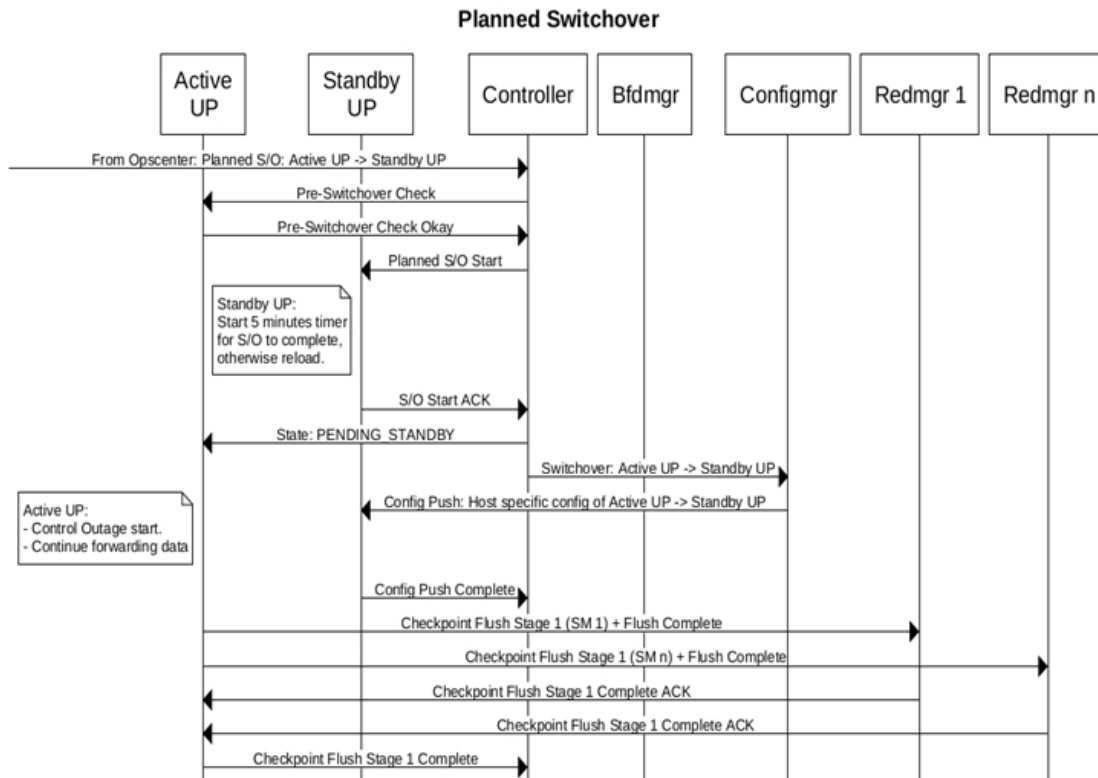 Planned Switchover
Active
UP
Standby
UP
Controller
Bfdmgr
Configmgr
Redmgr 1
Redmgr n
From Opscenter: Planned S/O: Active UP -> Standby UP
Pre-Switchover Check
Pre-Switchover Check Okay
Planned S/O Start
Standby UP:
Start 5 minutes timer
for S/O to complete,
otherwise reload.
S/O Start ACK
State: PENDING_STANDBY
Switchover: Active UP -> Standby UP
Config Push: Host specific config of Active UP -> Standby UP
Active UP:
- Control Outage start.
- Continue forwarding data
Config Push Complete
Checkpoint Flush Stage 1 (SM 1) + Flush Complete
Checkpoint Flush Stage 1 (SM n) + Flush Complete
Checkpoint Flush Stage 1 Complete ACK
Checkpoint Flush Stage 1 Complete ACK
Checkpoint Flush Stage 1 Complete